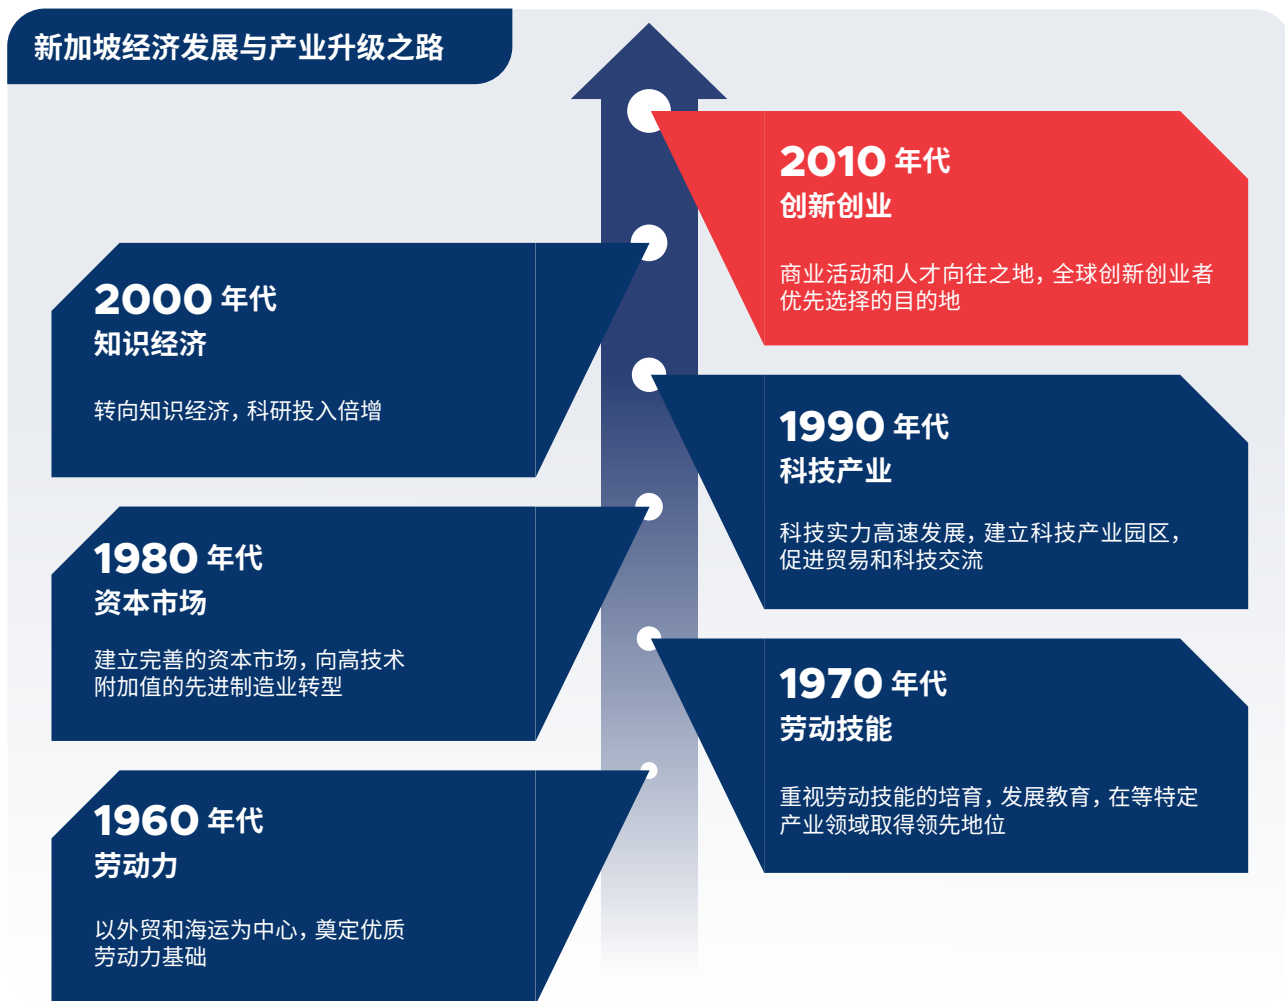 新加坡经济发展与产业升级之路
2010 年代
创新创业
商业活动和人才向往之地，全球创新创业者
优先选择的目的地
2000 年代
知识经济
转向知识经济，科研投入倍增
1990 年代
科技产业
科技实力高速发展，建立科技产业园区，
促进贸易和科技交流
1980 年代
资本市场
建立完善的资本市场，向高技术
附加值的先进制造业转型
1970 年代
劳动技能
重视劳动技能的培育，发展教育，在等特定
产业领域取得领先地位
1960 年代
劳动力
以外贸和海运为中心，奠定优质
劳动力基础